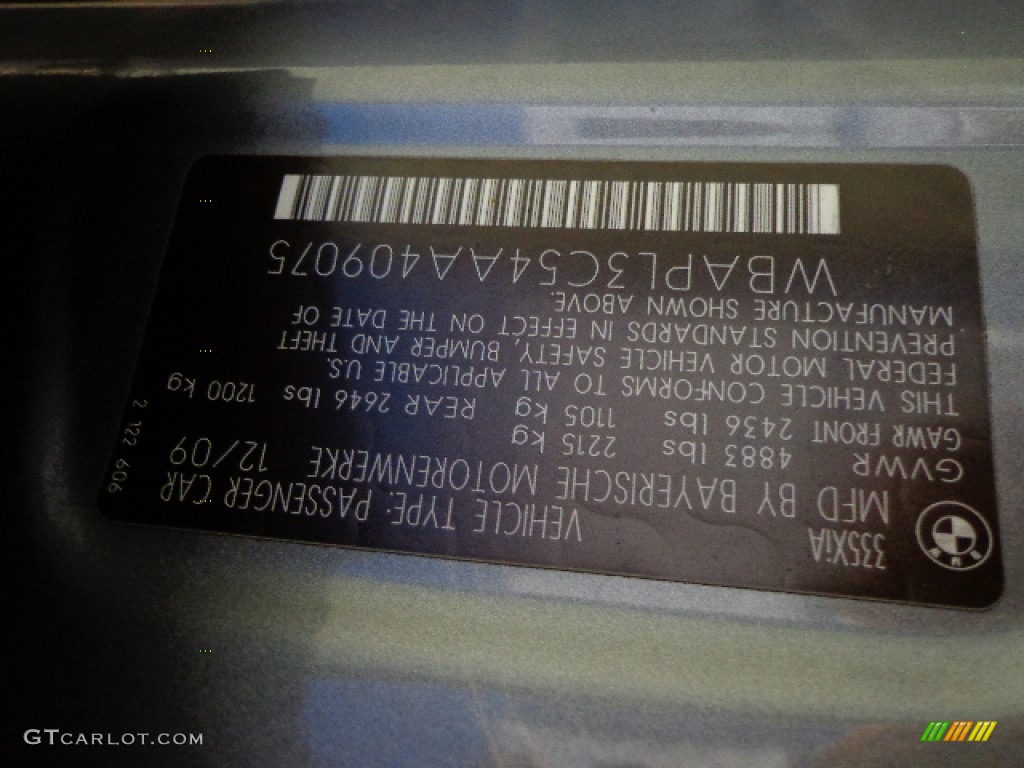 335XiA VEHICLE TYPE: PASSENGER CAR
MFD BY BAYERISCHE MOTORENWERKE 12/09
GVWR 4883 lbs 2215 kg
GAWR FRONT 2436 lbs 1105 kg REAR 2646 lbs 1200 kg
THIS VEHICLE CONFORMS TO ALL APPLICABLE U.S.
FEDERAL MOTOR VEHICLE SAFETY, BUMPER AND THEFT
PREVENTION STANDARDS IN EFFECT ON THE DATE OF
MANUFACTURE SHOWN ABOVE.
WBAPL3C54AA409075
2 122 606
GTCARLOT.COM